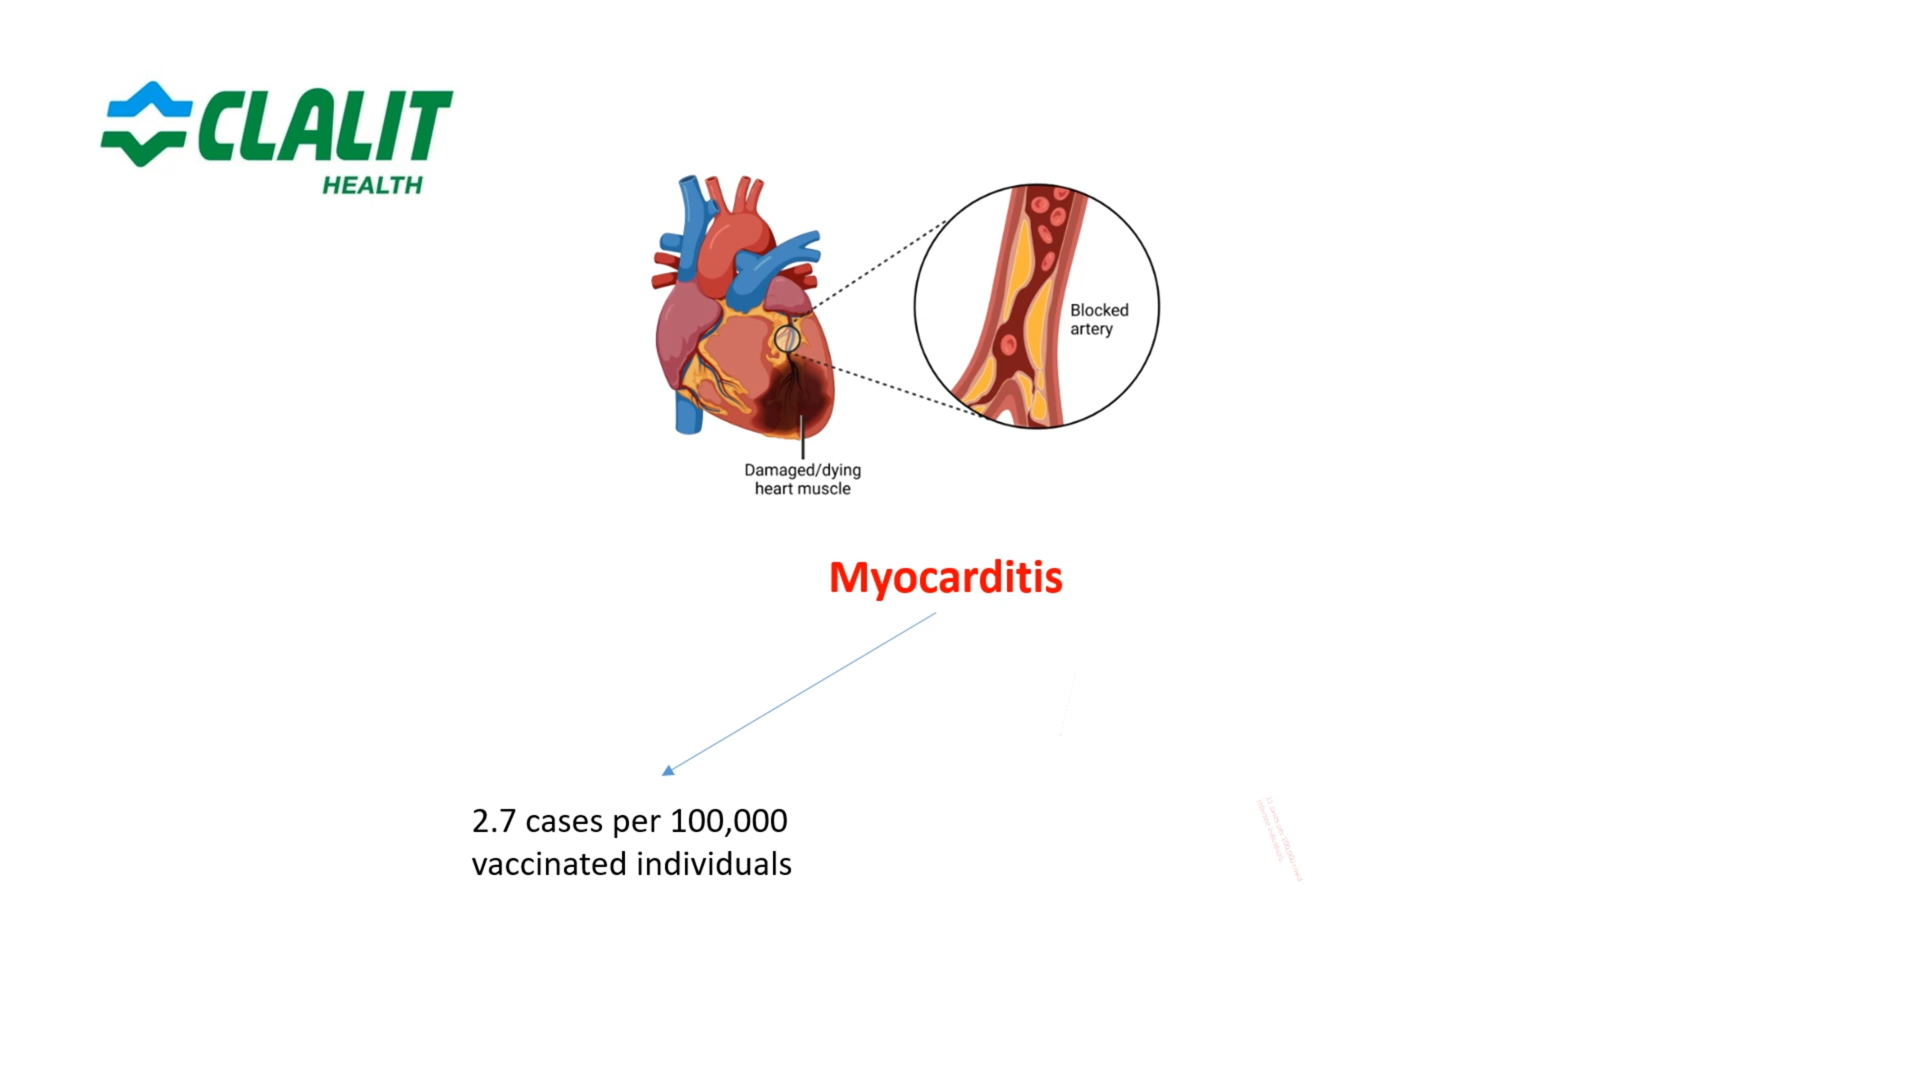 CLALIT
HEALTH
Blocked
artery
Damaged/dying
heart muscle
Myocarditis
2.7 cases per 100,000
vaccinated individuals